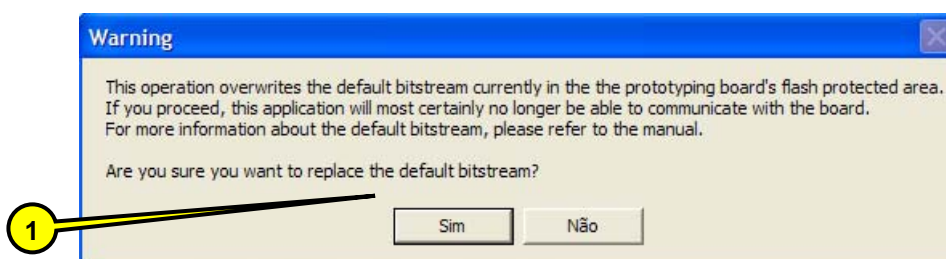 Warning
This operation overwrites the default bitstream currently in the the prototyping board's flash protected area.
If you proceed, this application will most certainly no longer be able to communicate with the board.
For more information about the default bitstream, please refer to the manual.
Are you sure you want to replace the default bitstream?
1
Sim Não